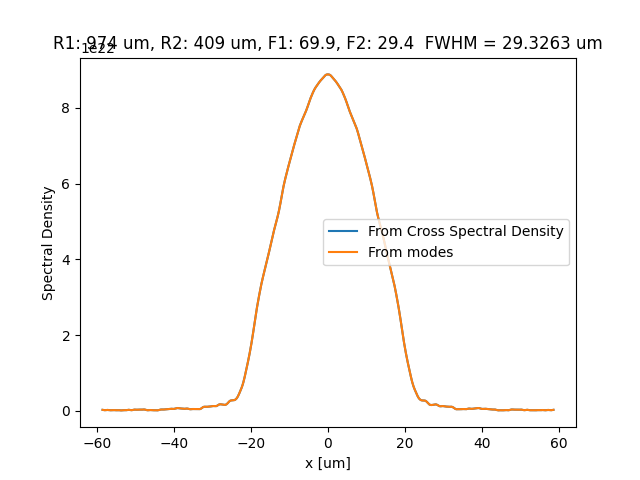 R1: 974 um, R2: 409 um, F1: 69.9, F2: 29.4  FWHM = 29.3263 um
1e22
8
6
4
2
0
Spectral Density
From Cross Spectral Density
From modes
−60
−40
−20
0
20
40
60
x [um]